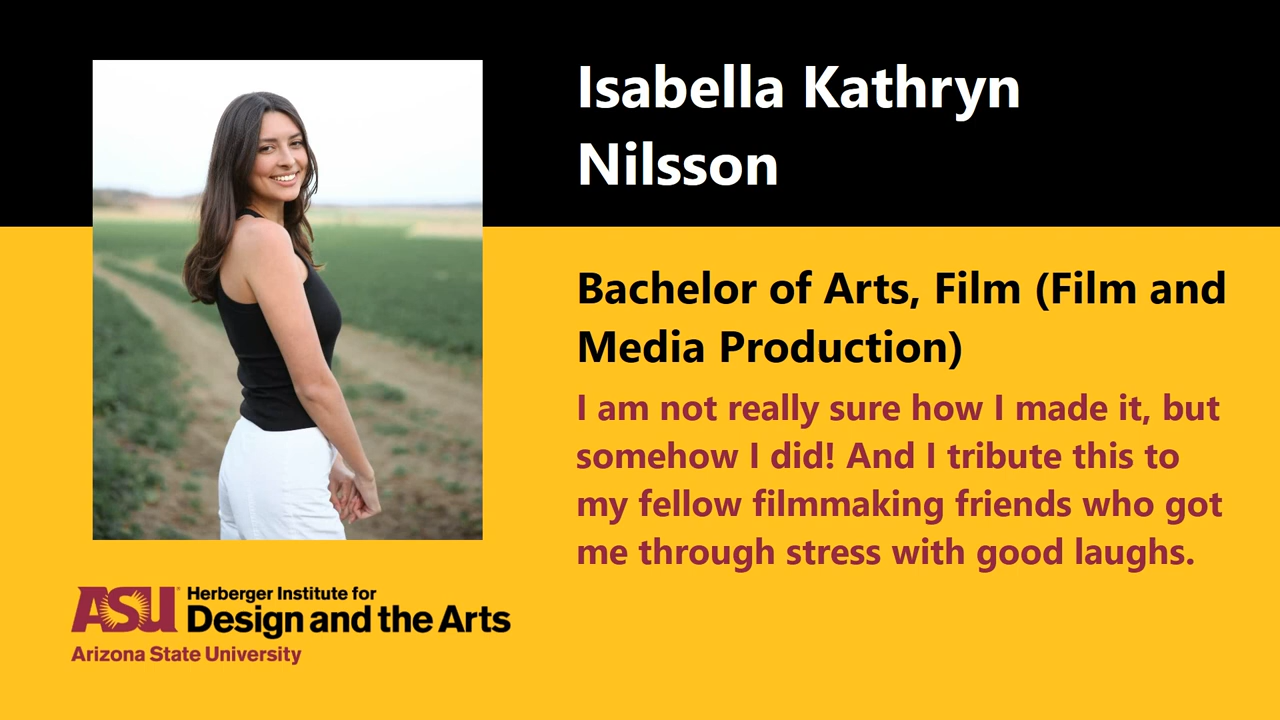 Isabella Kathryn
Nilsson
Bachelor of Arts, Film (Film and
Media Production)
I am not really sure how I made it, but
somehow I did! And I tribute this to
my fellow filmmaking friends who got
me through stress with good laughs.
ASU Herberger Institute for
Design and the Arts
Arizona State University